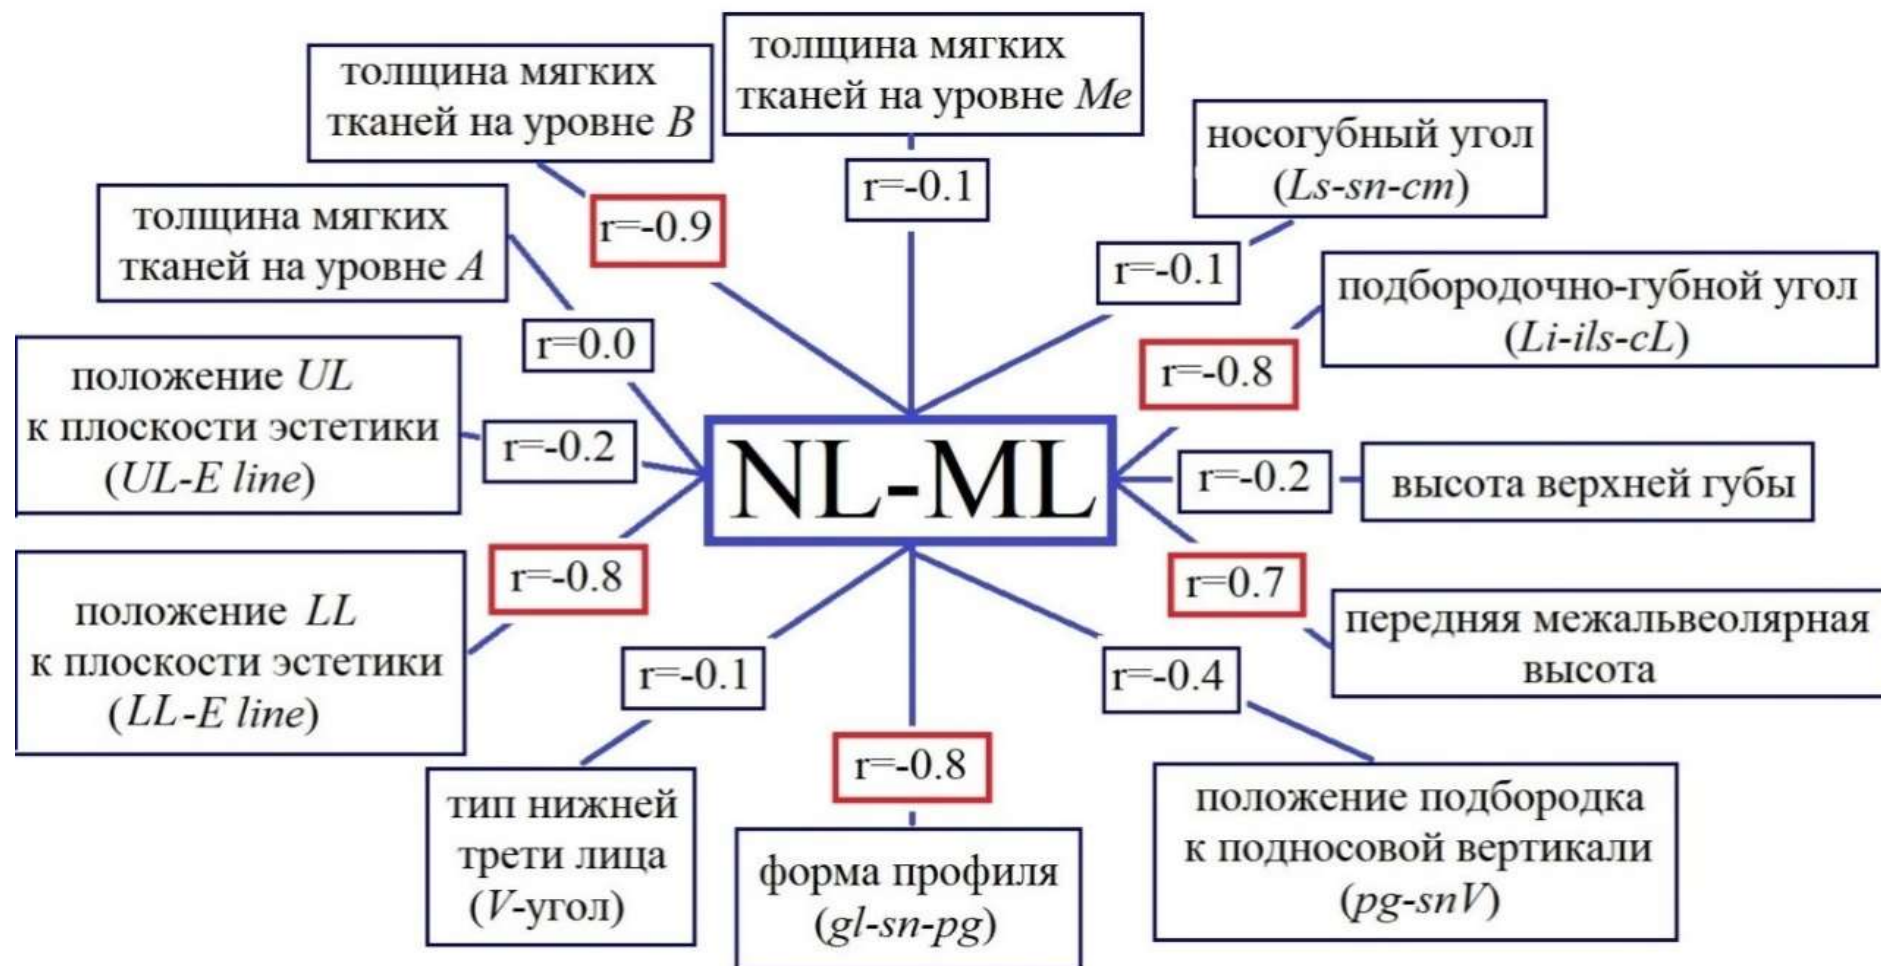 толщина мягких
тканей на уровне Me
толщина мягких
тканей на уровне B
r=-0.1
r=-0.9
носогубный угол
(Ls-sn-cm)
толщина мягких
тканей на уровне A
r=-0.1
r=0.0
подбородочно-губной угол
(Li-ils-cL)
r=-0.8
положение UL
к плоскости эстетики
(UL-E line)
r=-0.2
NL-ML
r=-0.2
высота верхней губы
r=-0.8
r=0.7
положение LL
к плоскости эстетики
(LL-E line)
передняя межальвеолярная
высота
r=-0.1
r=-0.4
r=-0.8
тип нижней
трети лица
(V-угол)
форма профиля
(gl-sn-pg)
положение подбородка
к подносовой вертикали
(pg-snV)